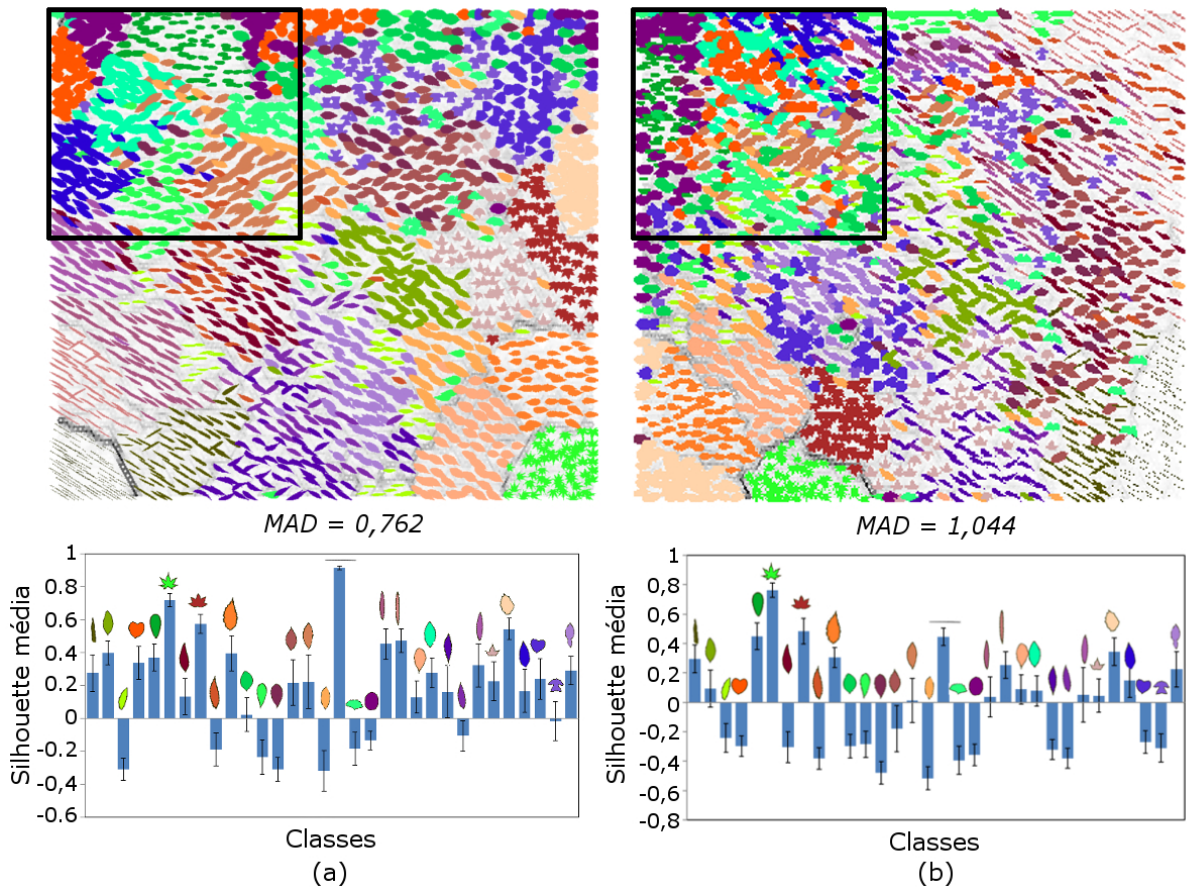 MAD = 0,762
MAD = 1,044
Silhouette média
1
0,8
0,6
0.4
0.2
0
-0.2
-0,4
-0.6
Classes
(a)
Silhouette média
1
0,8
0,6
0,4
0,2
0
-0,2
-0,4
-0,6
-0,8
Classes
(b)